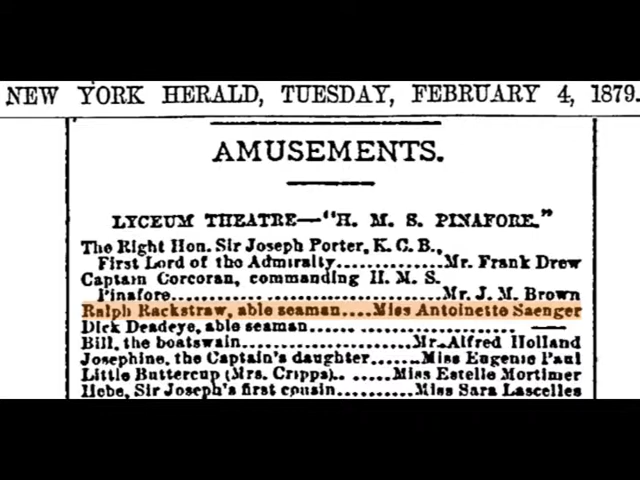 NEW YORK HERALD, TUESDAY, FEBRUARY 4, 1879.
AMUSEMENTS.
LYCEUM THEATRE—"H. M. S. PINAFORE."
The Right Hon. Sir Joseph Porter, K. C. B.,
First Lord of the Admiralty............Mr. Frank Drew
Captain Corcoran, commanding H. M. S.
Pinafore................................Mr. J. M. Brown
Ralph Rackstraw, able seaman....Miss Antoinette Saenger
Dick Deadeye, able seaman........................ ——
Bill, the boatswain....................Mr. Alfred Holland
Josephine, the Captain's daughter.......Miss Eugenie Paul
Little Buttercup (Mrs. Cripps).. .....Miss Estelle Mortimer
Hebe, Sir Joseph's first cousin..........Miss Sara Lascelles